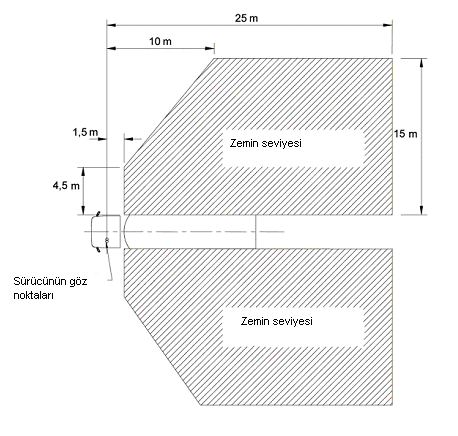 25 m
10 m
1,5 m
Zemin seviyesi
15 m
4,5 m
Sürücünün göz
noktaları
Zemin seviyesi